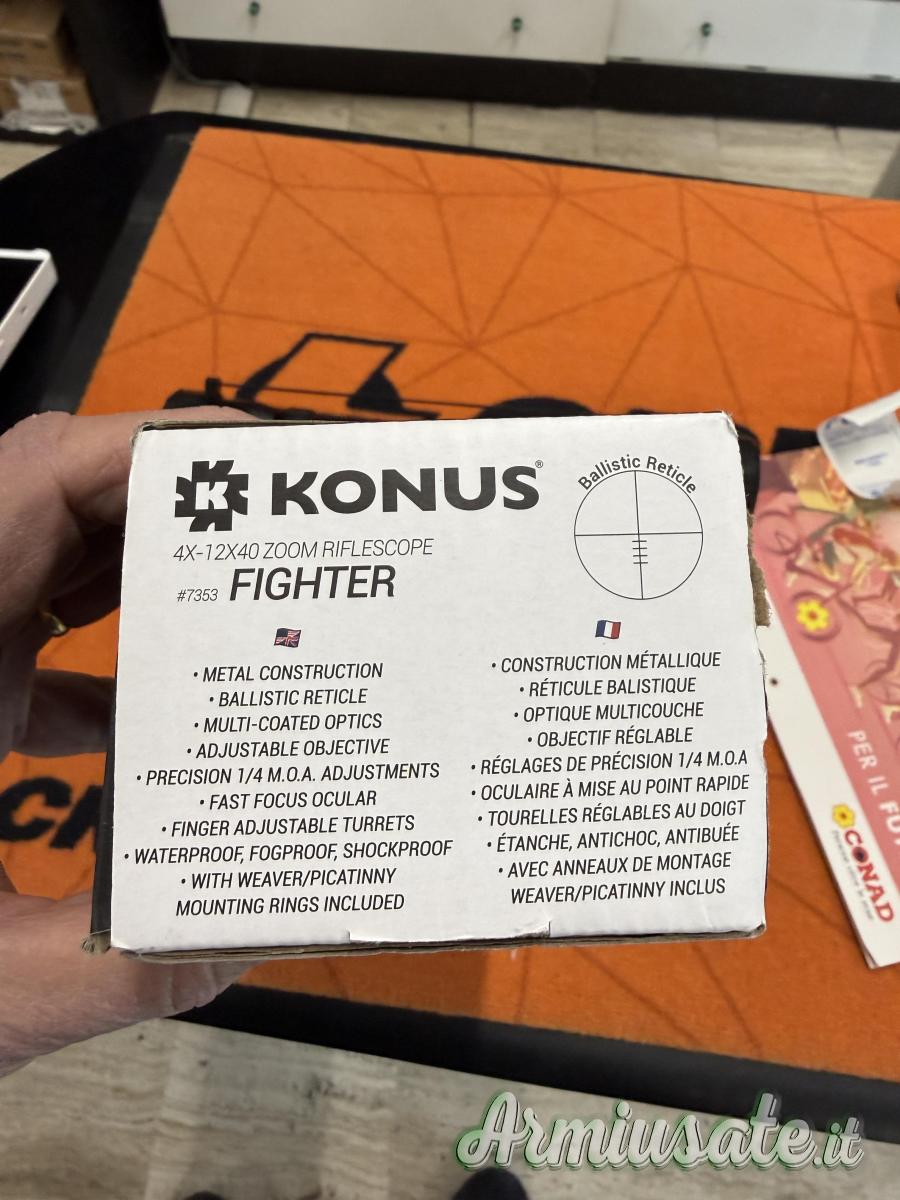 KONUS®
Ballistic Reticle
4X-12X40 ZOOM RIFLESCOPE
#7353 FIGHTER
• METAL CONSTRUCTION
• BALLISTIC RETICLE
• MULTI-COATED OPTICS
• ADJUSTABLE OBJECTIVE
• PRECISION 1/4 M.O.A. ADJUSTMENTS
• FAST FOCUS OCULAR
• FINGER ADJUSTABLE TURRETS
• WATERPROOF, FOGPROOF, SHOCKPROOF
• WITH WEAVER/PICATINNY
MOUNTING RINGS INCLUDED
• CONSTRUCTION MÉTALLIQUE
• RÉTICULE BALISTIQUE
• OPTIQUE MULTICOUCHE
• OBJECTIF RÉGLABLE
• RÉGLAGES DE PRÉCISION 1/4 M.O.A
• OCULAIRE À MISE AU POINT RAPIDE
• TOURELLES RÉGLABLES AU DOIGT
• ÉTANCHE, ANTICHOC, ANTIBUÉE
• AVEC ANNEAUX DE MONTAGE
WEAVER/PICATINNY INCLUS
PER IL
CONAD
Armiusate.it